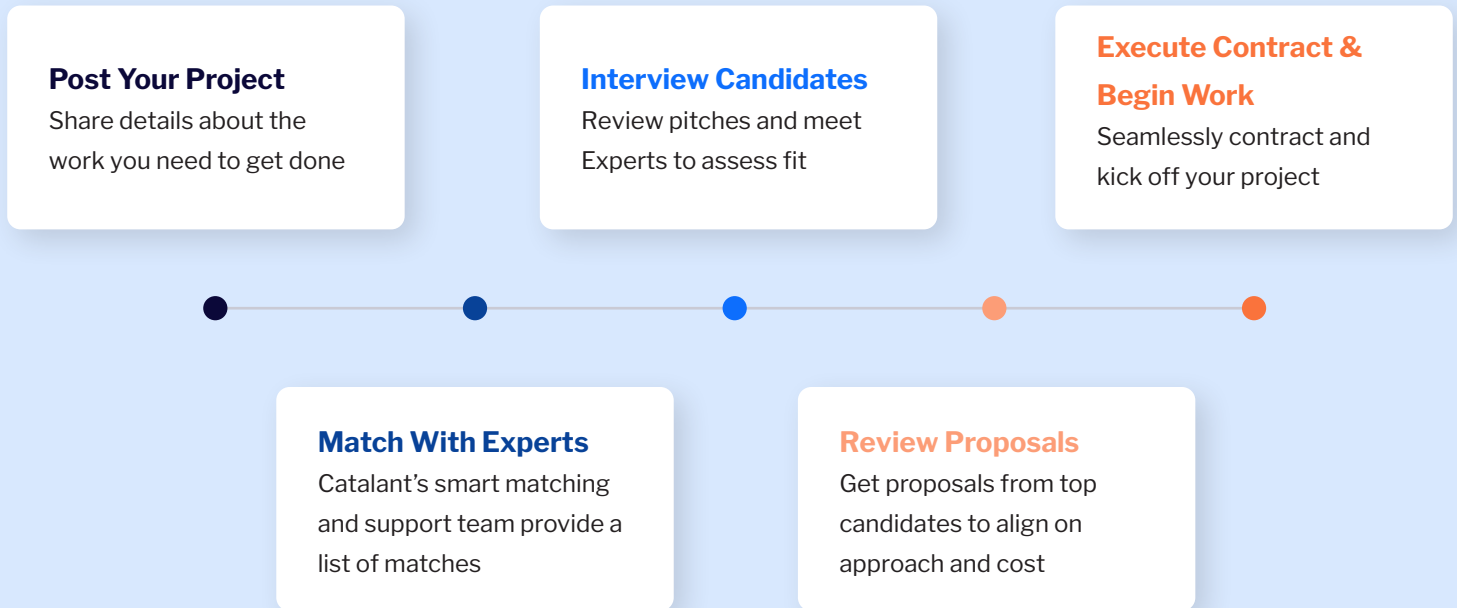 Post Your Project
Share details about the
work you need to get done
Interview Candidates
Review pitches and meet
Experts to assess fit
Execute Contract &
Begin Work
Seamlessly contract and
kick off your project
Match With Experts
Catalant’s smart matching
and support team provide a
list of matches
Review Proposals
Get proposals from top
candidates to align on
approach and cost